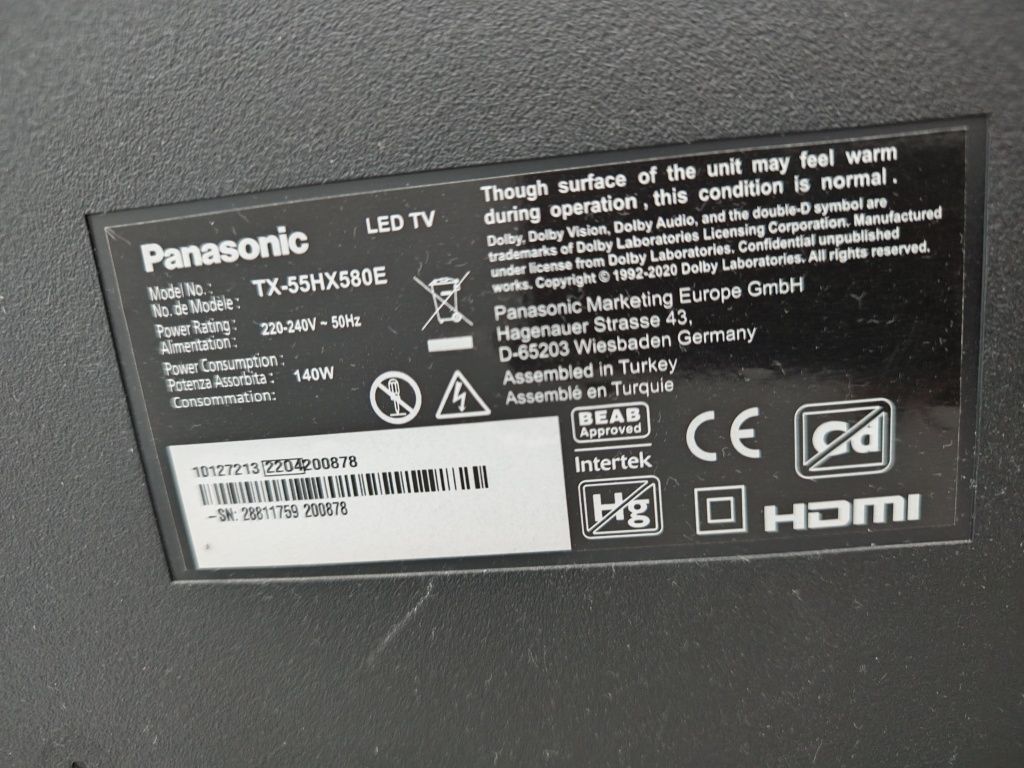 Panasonic
LED TV
Model No.:
No. de Modèle:
TX-55HX580E
Power Rating:
Alimentation:
220-240V ~ 50Hz
Power Consumption:
Potenza Assorbita:
Consommation:
140W
Though surface of the unit may feel warm
during operation, this condition is normal.
Dolby, Dolby Vision, Dolby Audio, and the double-D symbol are
trademarks of Dolby Laboratories Licensing Corporation. Manufactured
under license from Dolby Laboratories. Confidential unpublished
works. Copyright © 1992-2020 Dolby Laboratories. All rights reserved.
Panasonic Marketing Europe GmbH
Hagenauer Strasse 43,
D-65203 Wiesbaden Germany
Assembled in Turkey
Assemblé en Turquie
BEAB
Approved
Intertek
CE
Cd
Hg
HDMI
10127213 2204200878
-SN: 28811759 200878